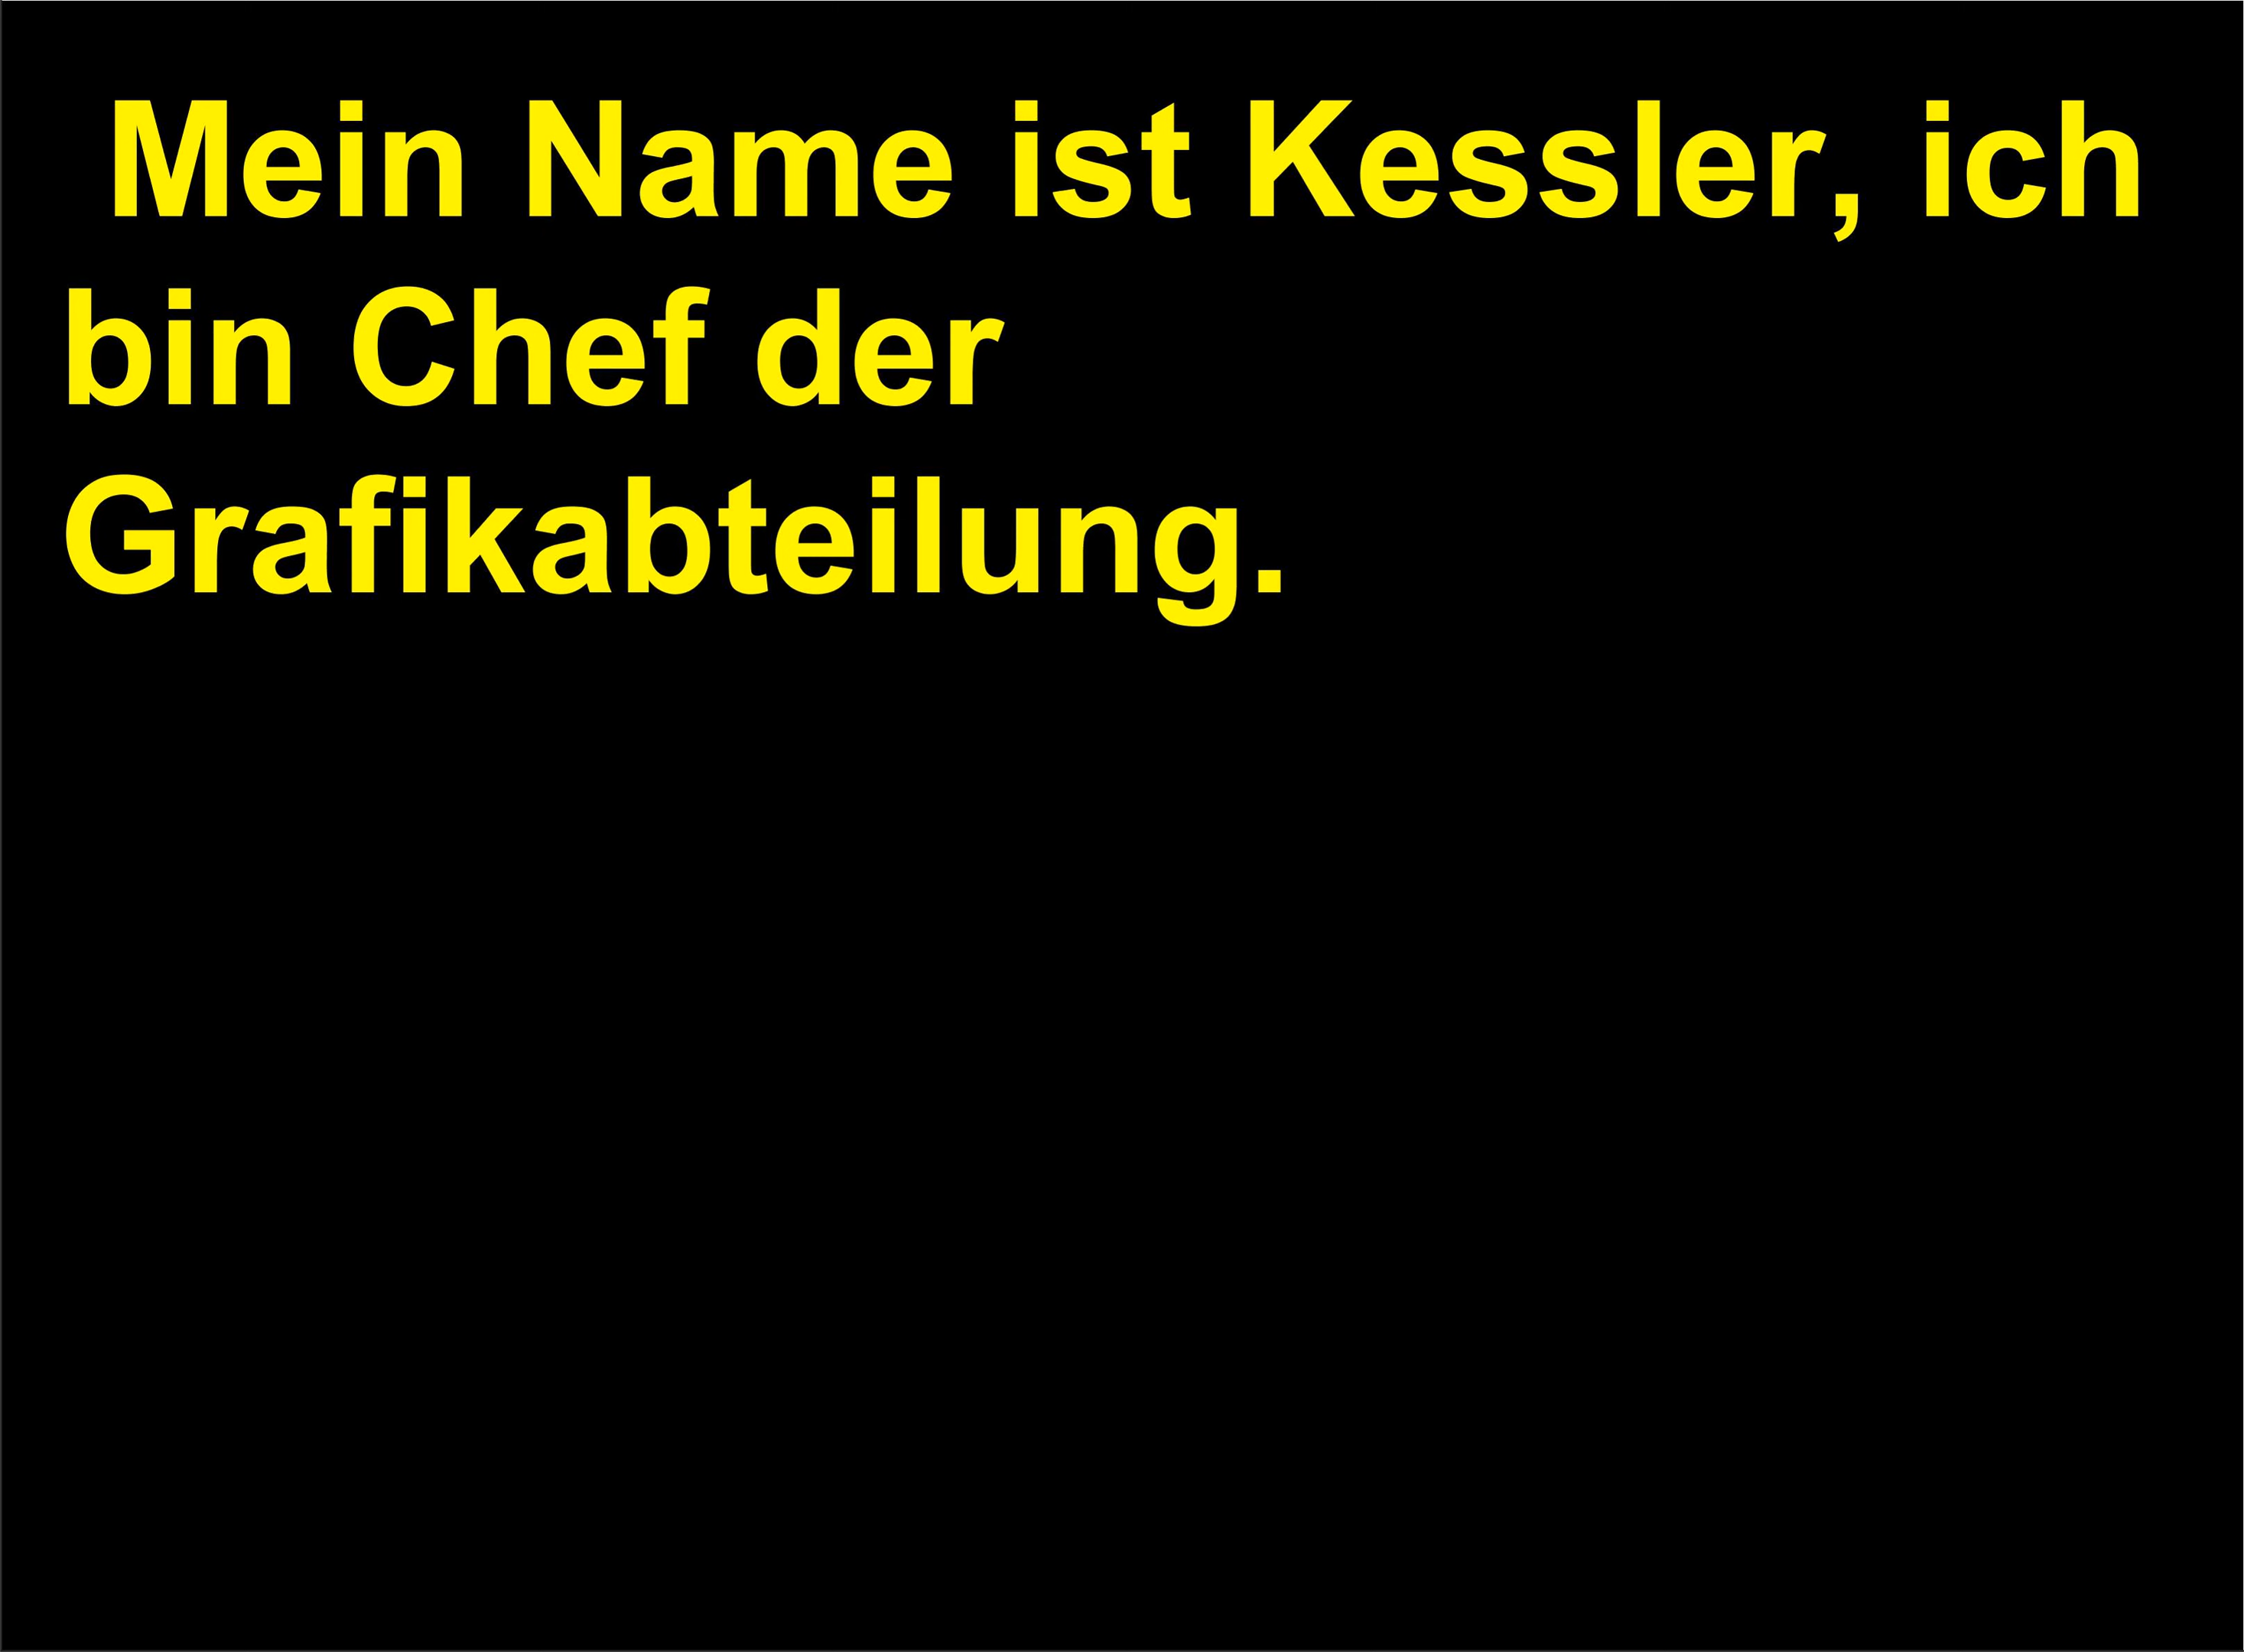 Mein Name ist Kessler, ich
bin Chef der
Grafikabteilung.